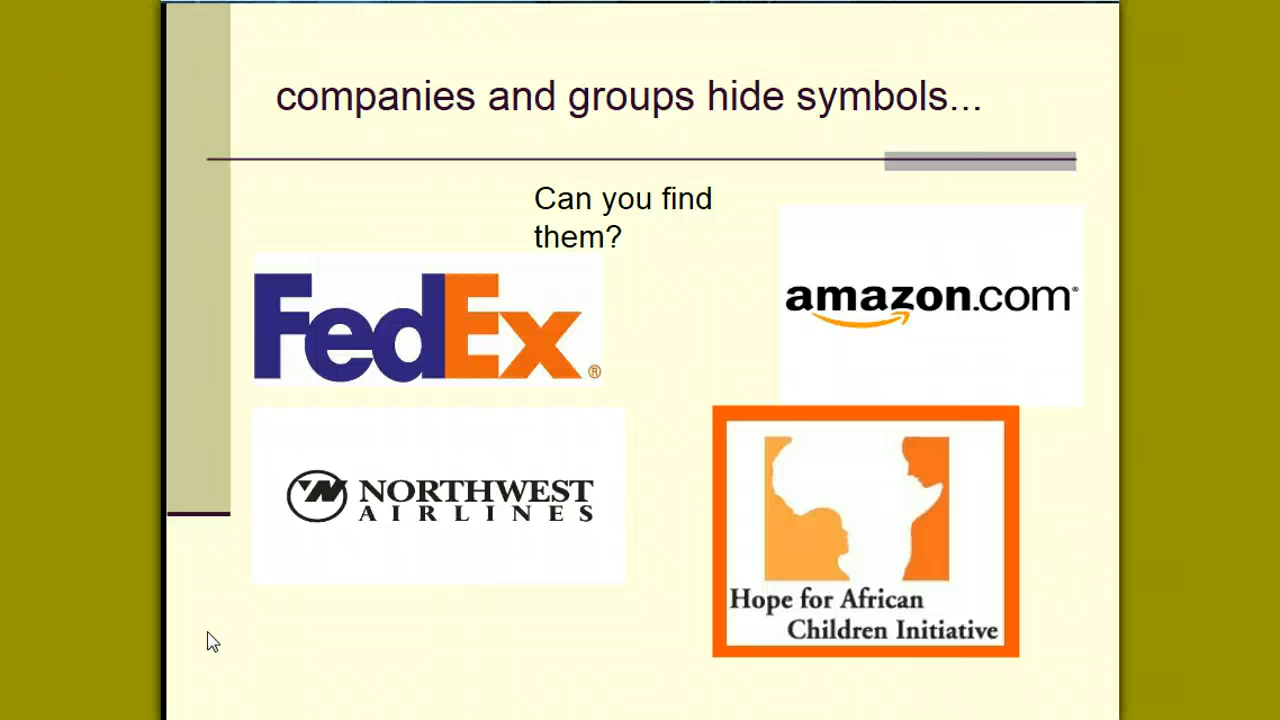 companies and groups hide symbols...
Can you find
them?
FedEx®
amazon.com®
NORTHWEST
AIRLINES
Hope for African
Children Initiative